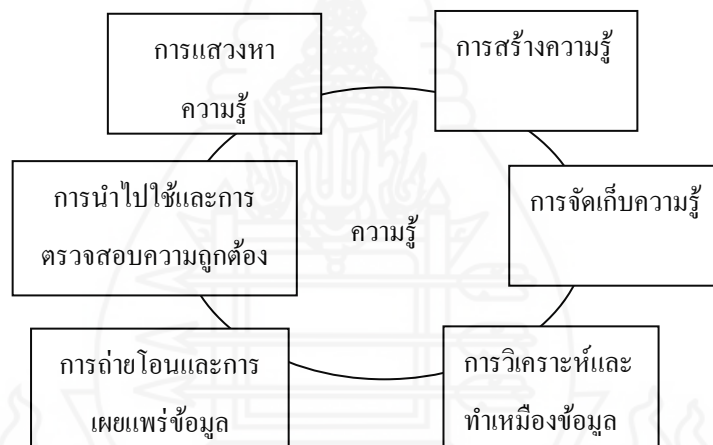 การแสวงหา
ความรู้
การสร้างความรู้
การนำไปใช้และการ
ตรวจสอบความถูกต้อง
ความรู้
การจัดเก็บความรู้
การถ่ายโอนและการ
เผยแพร่ข้อมูล
การวิเคราะห์และ
ทำเหมืองข้อมูล